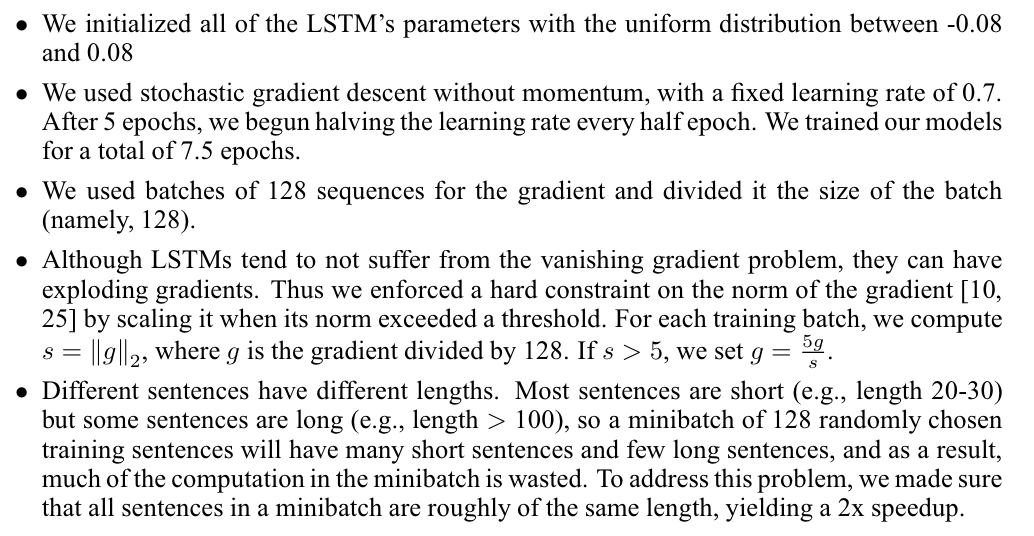 • We initialized all of the LSTM's parameters with the uniform distribution between -0.08
and 0.08
• We used stochastic gradient descent without momentum, with a fixed learning rate of 0.7.
After 5 epochs, we begun halving the learning rate every half epoch. We trained our models
for a total of 7.5 epochs.
• We used batches of 128 sequences for the gradient and divided it the size of the batch
(namely, 128).
• Although LSTMs tend to not suffer from the vanishing gradient problem, they can have
exploding gradients. Thus we enforced a hard constraint on the norm of the gradient [10,
25] by scaling it when its norm exceeded a threshold. For each training batch, we compute
s = ‖g‖₂, where g is the gradient divided by 128. If s > 5, we set g = 5g/s.
• Different sentences have different lengths. Most sentences are short (e.g., length 20-30)
but some sentences are long (e.g., length > 100), so a minibatch of 128 randomly chosen
training sentences will have many short sentences and few long sentences, and as a result,
much of the computation in the minibatch is wasted. To address this problem, we made sure
that all sentences in a minibatch are roughly of the same length, yielding a 2x speedup.